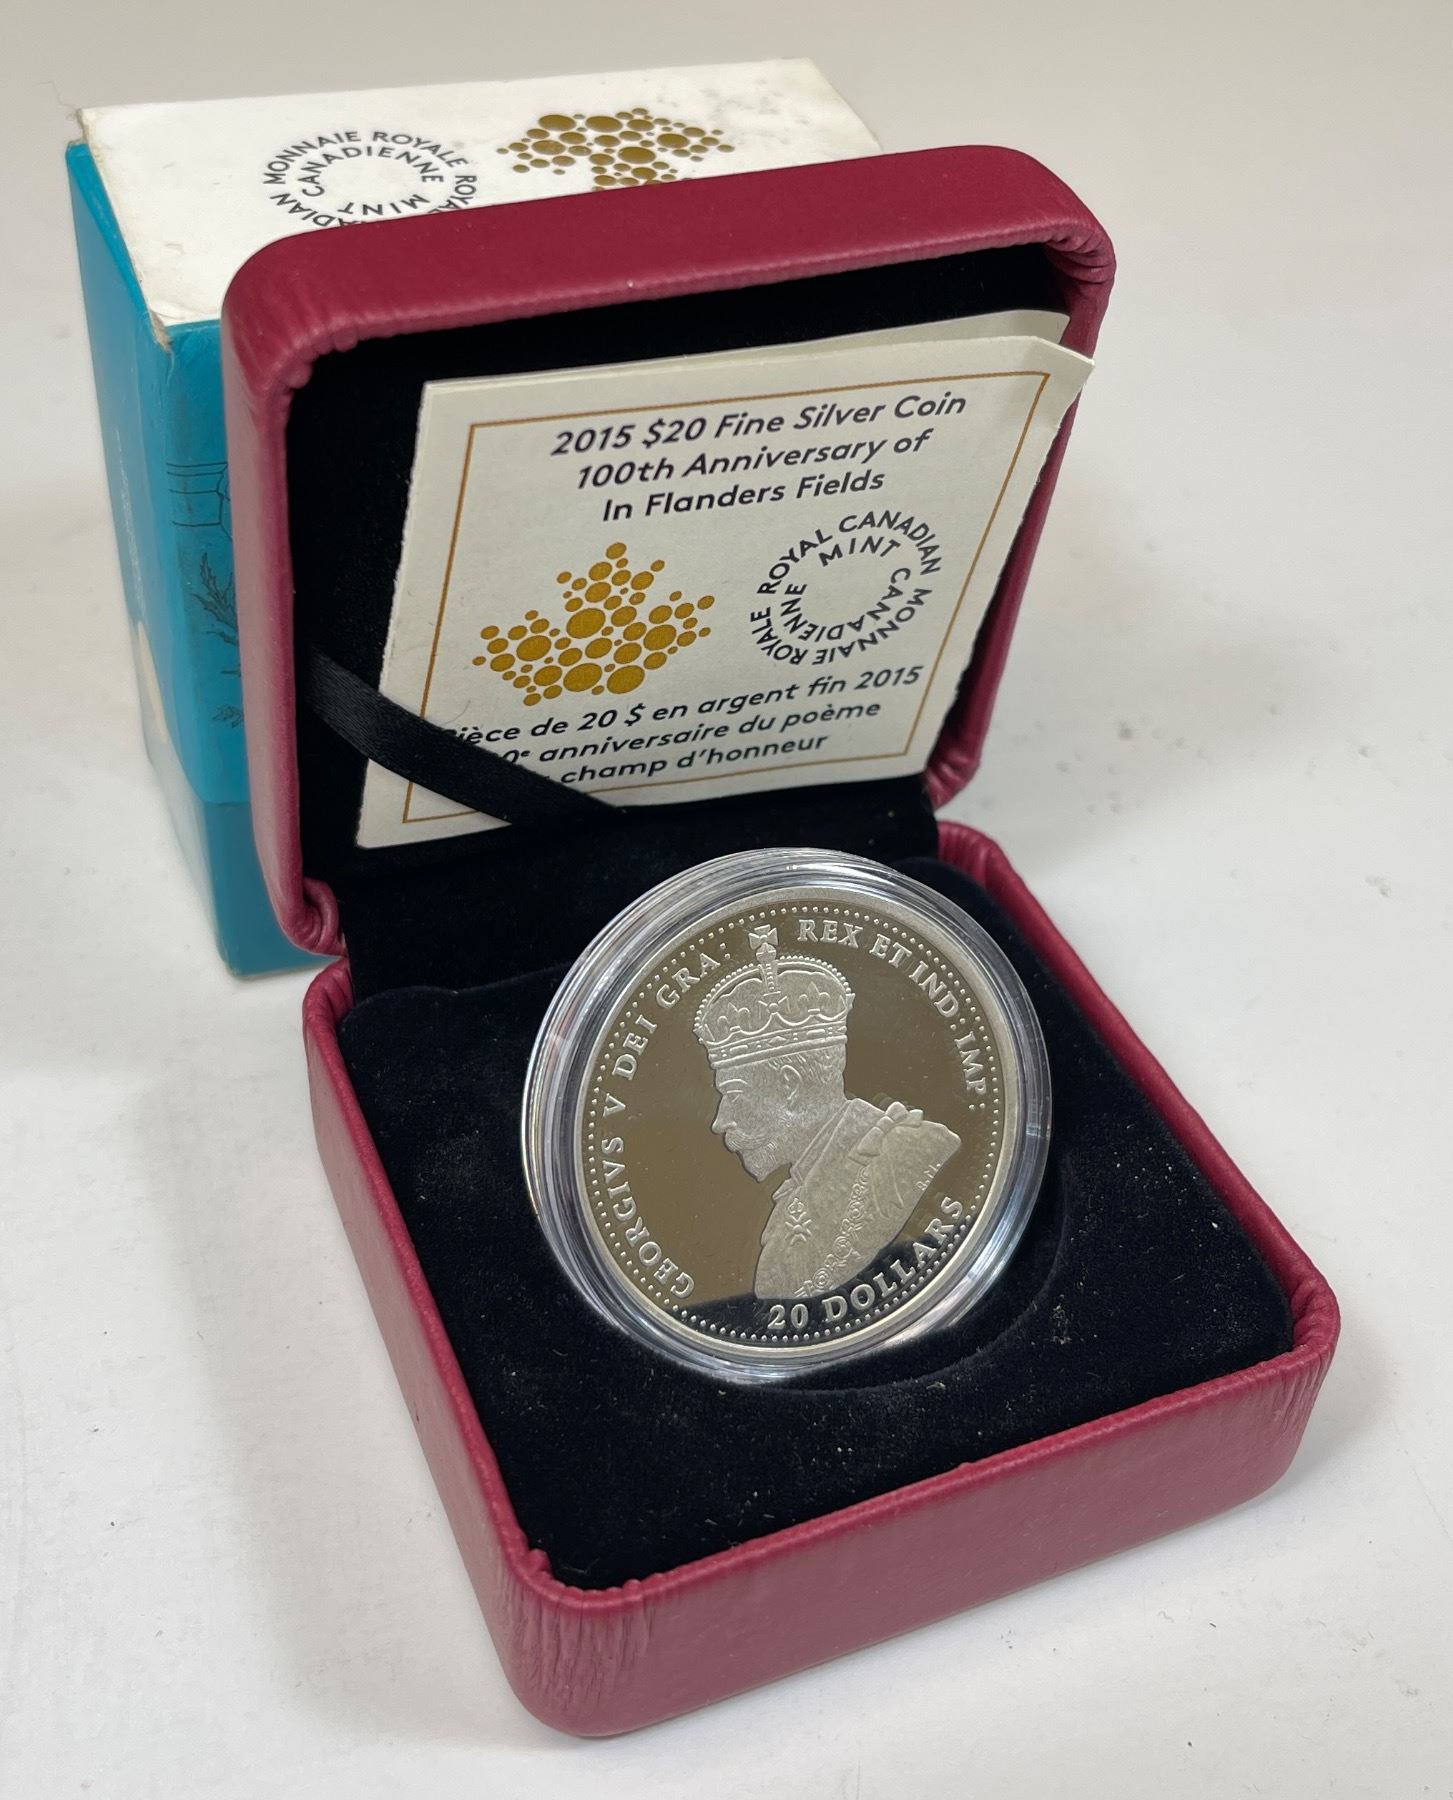 MONNAIE ROYALE
CANADIENNE
MINT
2015 $20 Fine Silver Coin
100th Anniversary of
In Flanders Fields
ROYAL CANADIAN MINT
MONNAIE ROYALE CANADIENNE
de 20 $ en argent fin 2015
anniversaire du poème
champ d'honneur
GEORGIVS V DEI GRA: REX ET IND: IMP:
20 DOLLARS